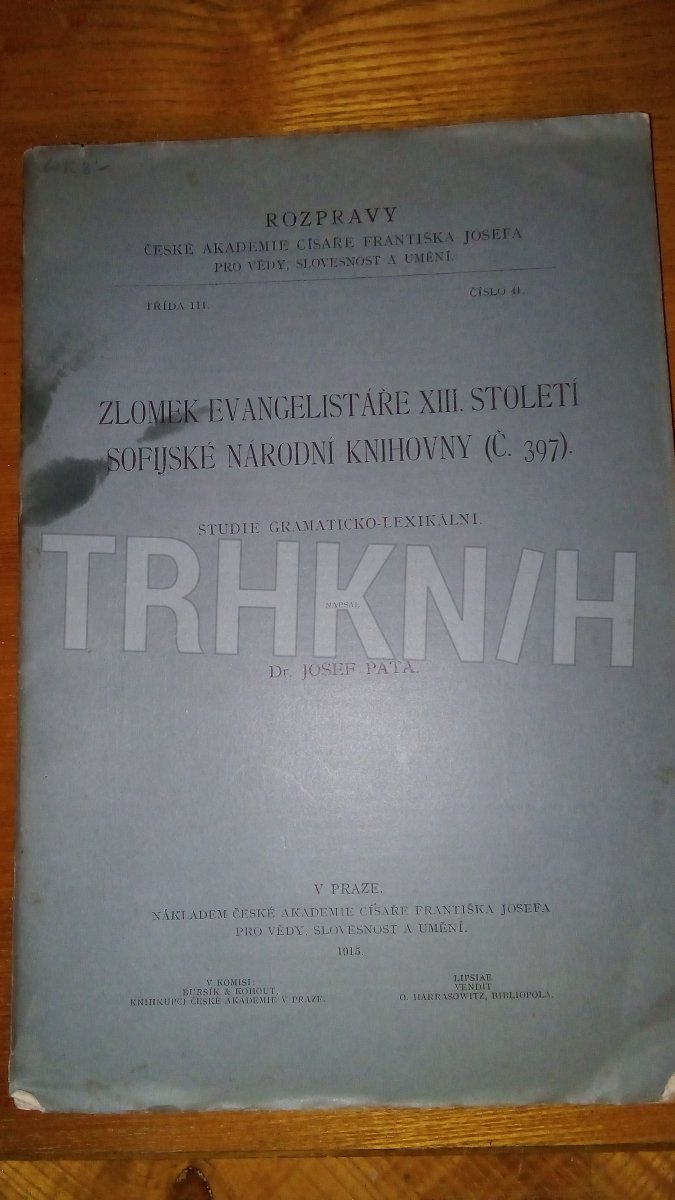 ROZPRAVY
ČESKÉ AKADEMIE CÍSAŘE FRANTIŠKA JOSEFA
PRO VĚDY, SLOVESNOST A UMĚNÍ.
TŘÍDA III.
ČÍSLO 41.
ZLOMEK EVANGELISTÁŘE XIII. STOLETÍ
SOFIJSKÉ NÁRODNÍ KNIHOVNY (Č. 397).
STUDIE GRAMATICKO-LEXIKÁLNI.
TRHKN/H
NAPSAL
Dr. JOSEF PATA.
V PRAZE.
NÁKLADEM ČESKÉ AKADEMIE CÍSAŘE FRANTIŠKA JOSEFA
PRO VĚDY, SLOVESNOST A UMĚNÍ.
1915.
V KOMISI:
BURSÍK & KOHOUT,
KNIHKUPCI ČESKÉ AKADEMIE V PRAZE.
LIPSIAE
VENDIT
O. HARRASOWITZ, BIBLIOPOLA.